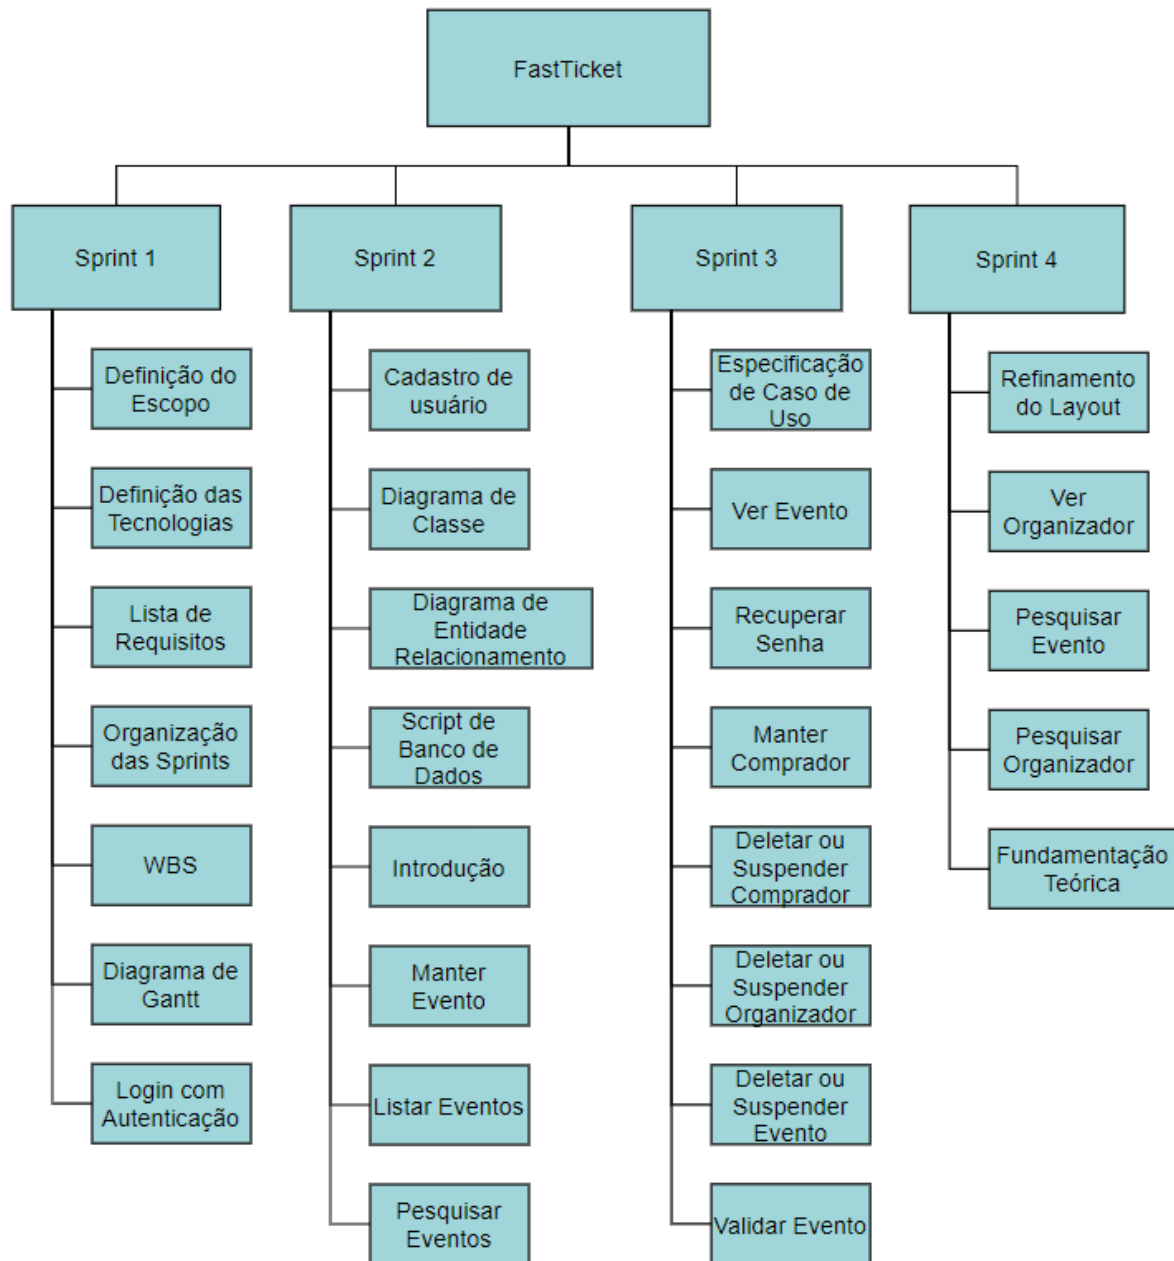 FastTicket
Sprint 1
Definição do
Escopo
Definição das
Tecnologias
Lista de
Requisitos
Organização
das Sprints
WBS
Diagrama de
Gantt
Login com
Autenticação
Sprint 2
Cadastro de
usuário
Diagrama de
Classe
Diagrama de
Entidade
Relacionamento
Script de
Banco de
Dados
Introdução
Manter
Evento
Listar Eventos
Pesquisar
Eventos
Sprint 3
Especificação
de Caso de
Uso
Ver Evento
Recuperar
Senha
Manter
Comprador
Deletar ou
Suspender
Comprador
Deletar ou
Suspender
Organizador
Deletar ou
Suspender
Evento
Validar Evento
Sprint 4
Refinamento
do Layout
Ver
Organizador
Pesquisar
Evento
Pesquisar
Organizador
Fundamentação
Teórica